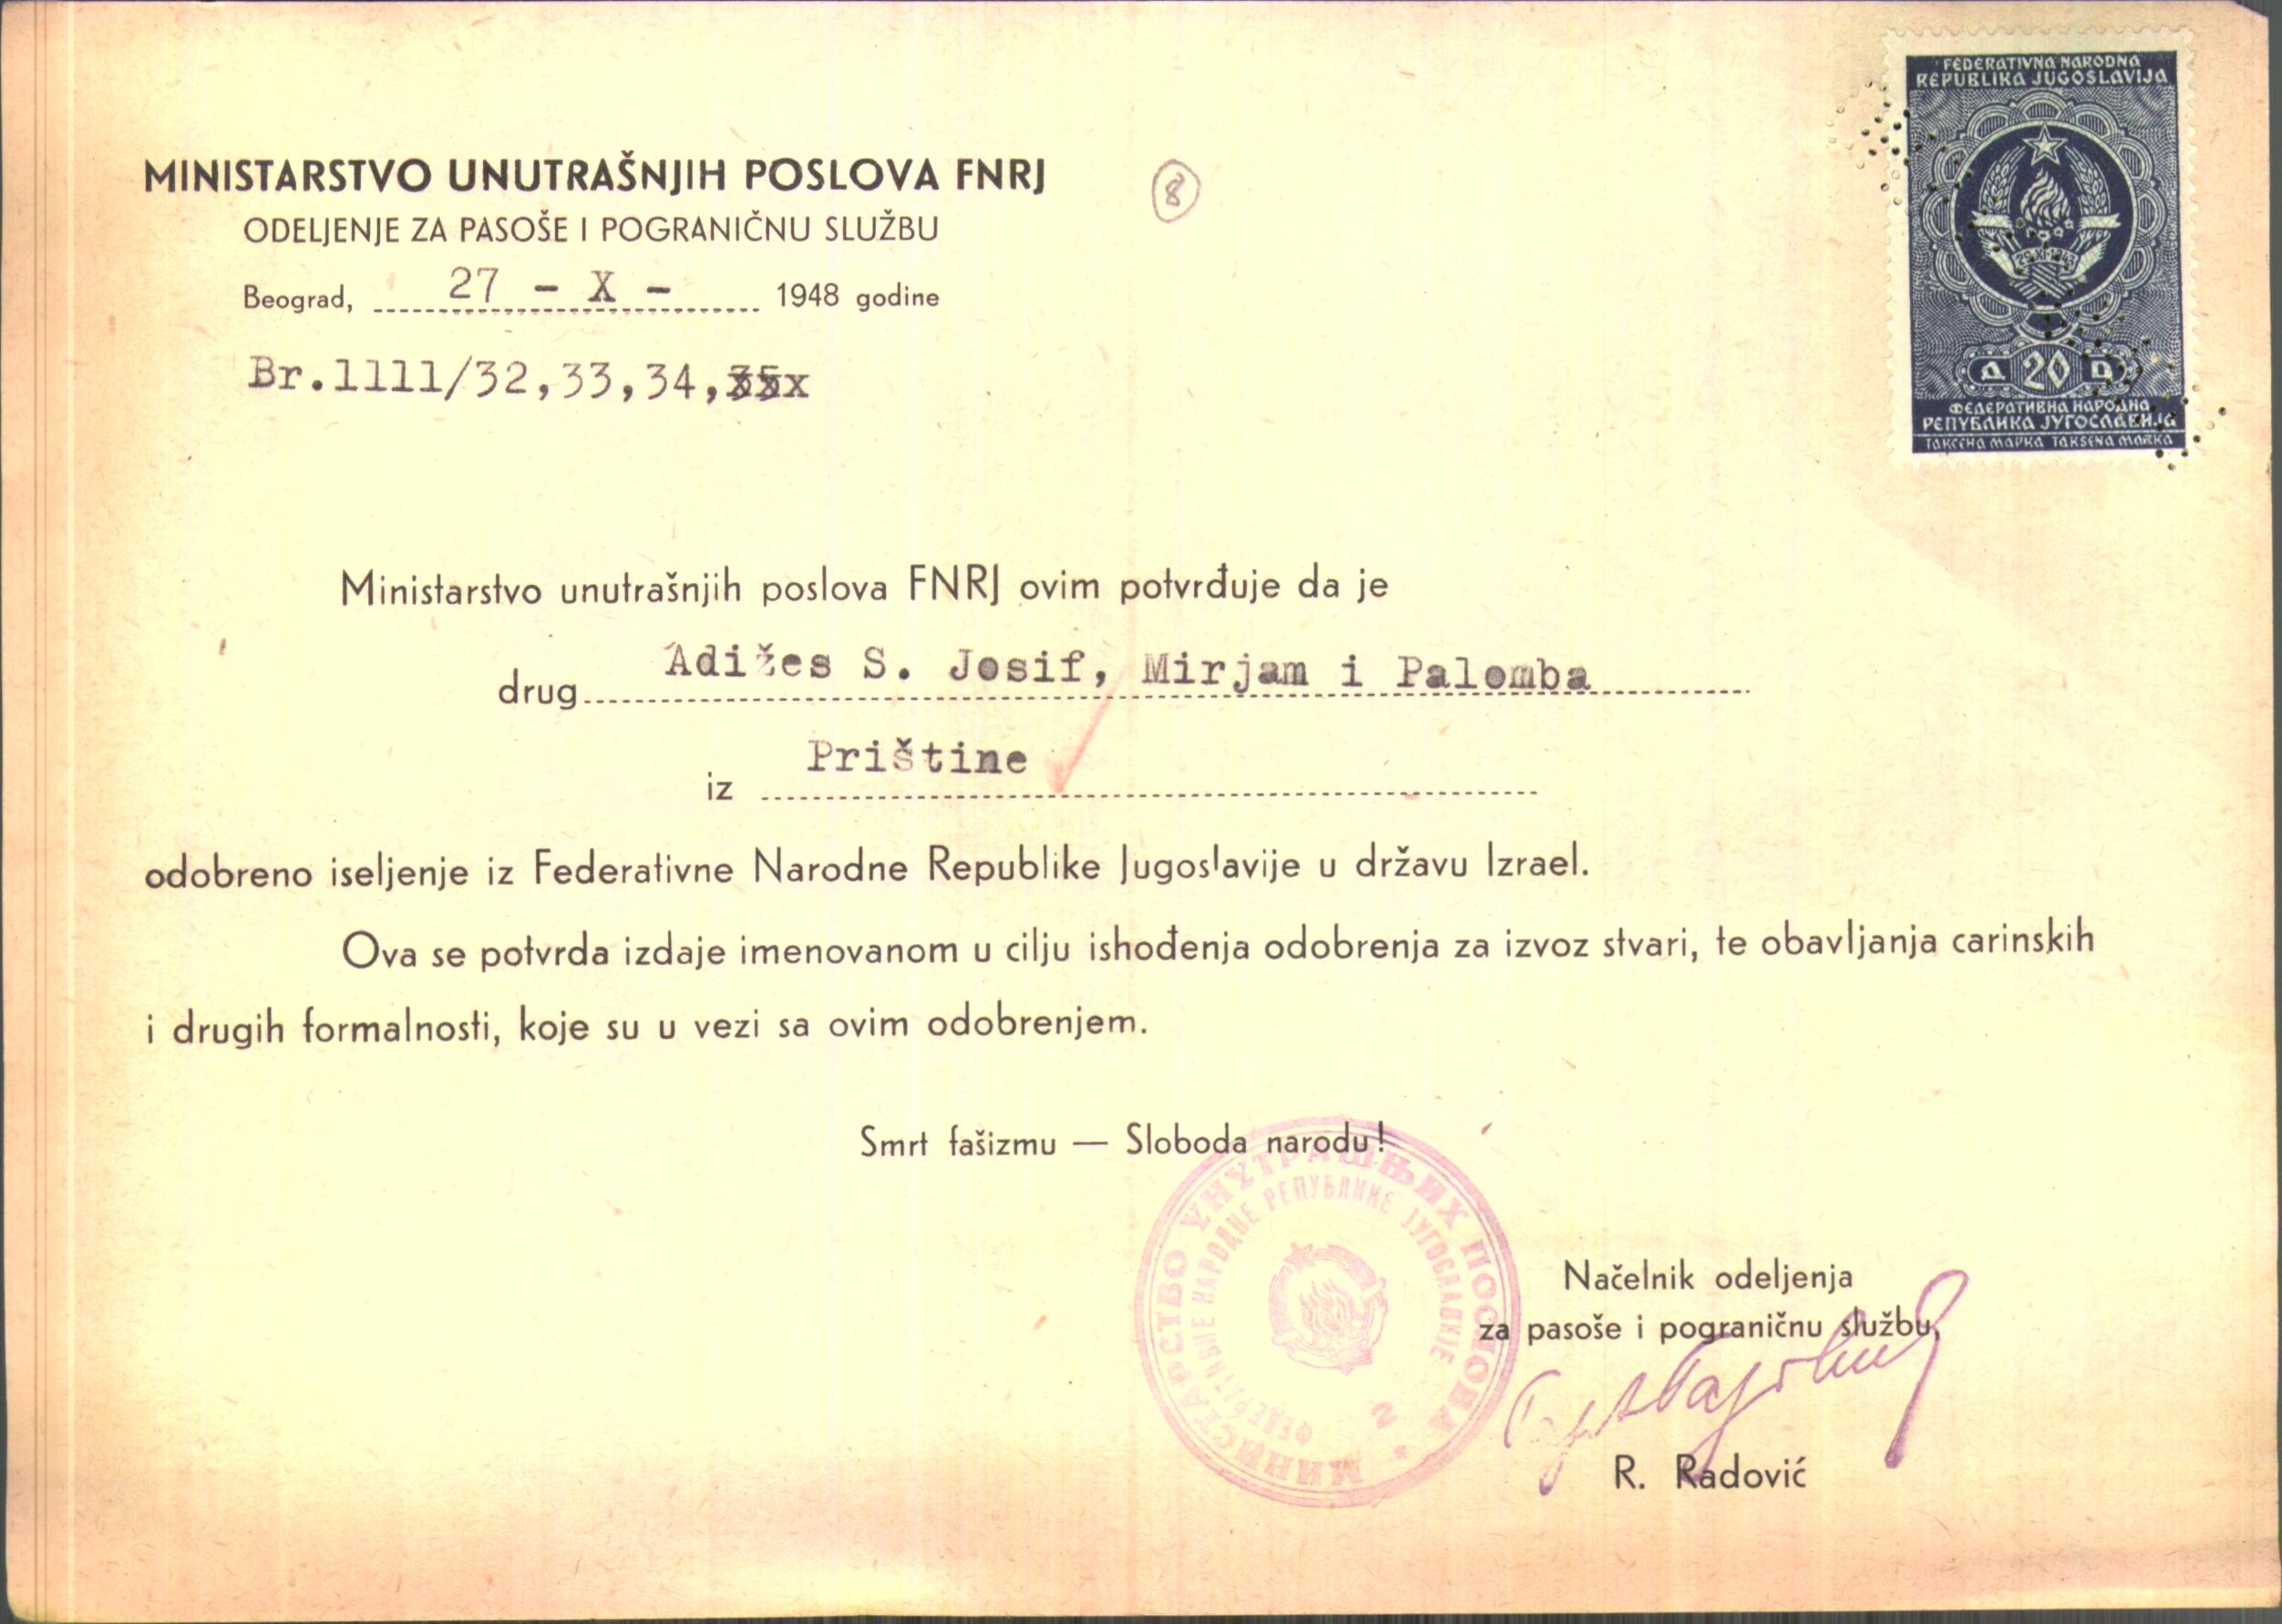 FEDERATIVNA NARODNA
REPUBLIKA JUGOSLAVIJA
Д 20 D
ФЕДЕРАТИВНА НАРОДНА
РЕПУБЛИКА ЈУГОСЛАВИЈА
ТАКСЕНА МАРКА TAKSENA MARKA
MINISTARSTVO UNUTRAŠNJIH POSLOVA FNRJ
8
ODELJENJE ZA PASOŠE I POGRANIČNU SLUŽBU
Beograd, 27 - X - 1948 godine
Br.1111/32,33,34,
Ministarstvo unutrašnjih poslova FNRJ ovim potvrđuje da je
drug Adižes S. Josif, Mirjam i Palomba
iz Prištine
odobreno iseljenje iz Federativne Narodne Republike Jugoslavije u državu Izrael.
Ova se potvrda izdaje imenovanom u cilju ishođenja odobrenja za izvoz stvari, te obavljanja carinskih
i drugih formalnosti, koje su u vezi sa ovim odobrenjem.
Smrt fašizmu — Sloboda narodu!
МИНИСТАРСТВО УНУТРАШЊИХ ПОСЛОВА
ФЕДЕРАТИВНЕ НАРОДНЕ РЕПУБЛИКЕ ЈУГОСЛАВИЈЕ
2
Načelnik odeljenja
za pasoše i pograničnu službu,
R. Radović